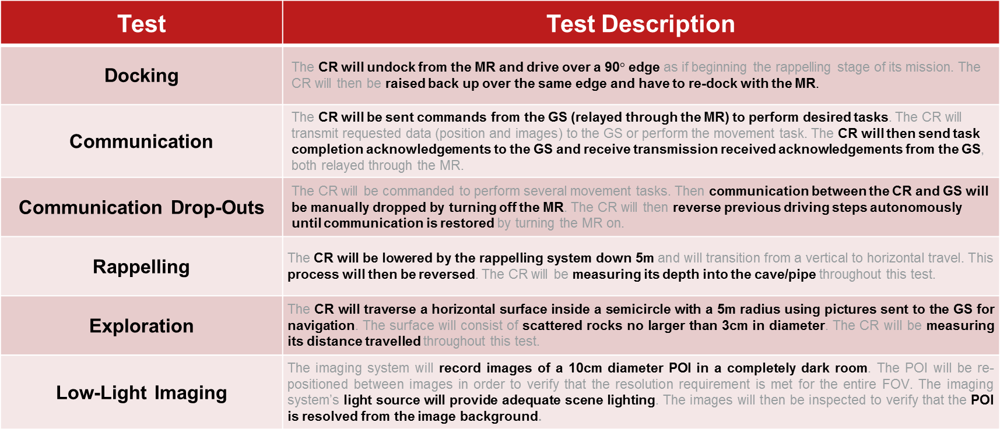 Test
Test Description
Docking
The CR will undock from the MR and drive over a 90° edge as if beginning the rappelling stage of its mission. The
CR will then be raised back up over the same edge and have to re-dock with the MR.
Communication
The CR will be sent commands from the GS (relayed through the MR) to perform desired tasks. The CR will
transmit requested data (position and images) to the GS or perform the movement task. The CR will then send task
completion acknowledgements to the GS and receive transmission received acknowledgements from the GS,
both relayed through the MR.
Communication Drop-Outs
The CR will be commanded to perform several movement tasks. Then communication between the CR and GS will
be manually dropped by turning off the MR. The CR will then reverse previous driving steps autonomously
until communication is restored by turning the MR on.
Rappelling
The CR will be lowered by the rappelling system down 5m and will transition from a vertical to horizontal travel. This
process will then be reversed. The CR will be measuring its depth into the cave/pipe throughout this test.
Exploration
The CR will traverse a horizontal surface inside a semicircle with a 5m radius using pictures sent to the GS for
navigation. The surface will consist of scattered rocks no larger than 3cm in diameter. The CR will be measuring
its distance travelled throughout this test.
Low-Light Imaging
The imaging system will record images of a 10cm diameter POI in a completely dark room. The POI will be re-
positioned between images in order to verify that the resolution requirement is met for the entire FOV. The imaging
system's light source will provide adequate scene lighting. The images will then be inspected to verify that the POI
is resolved from the image background.